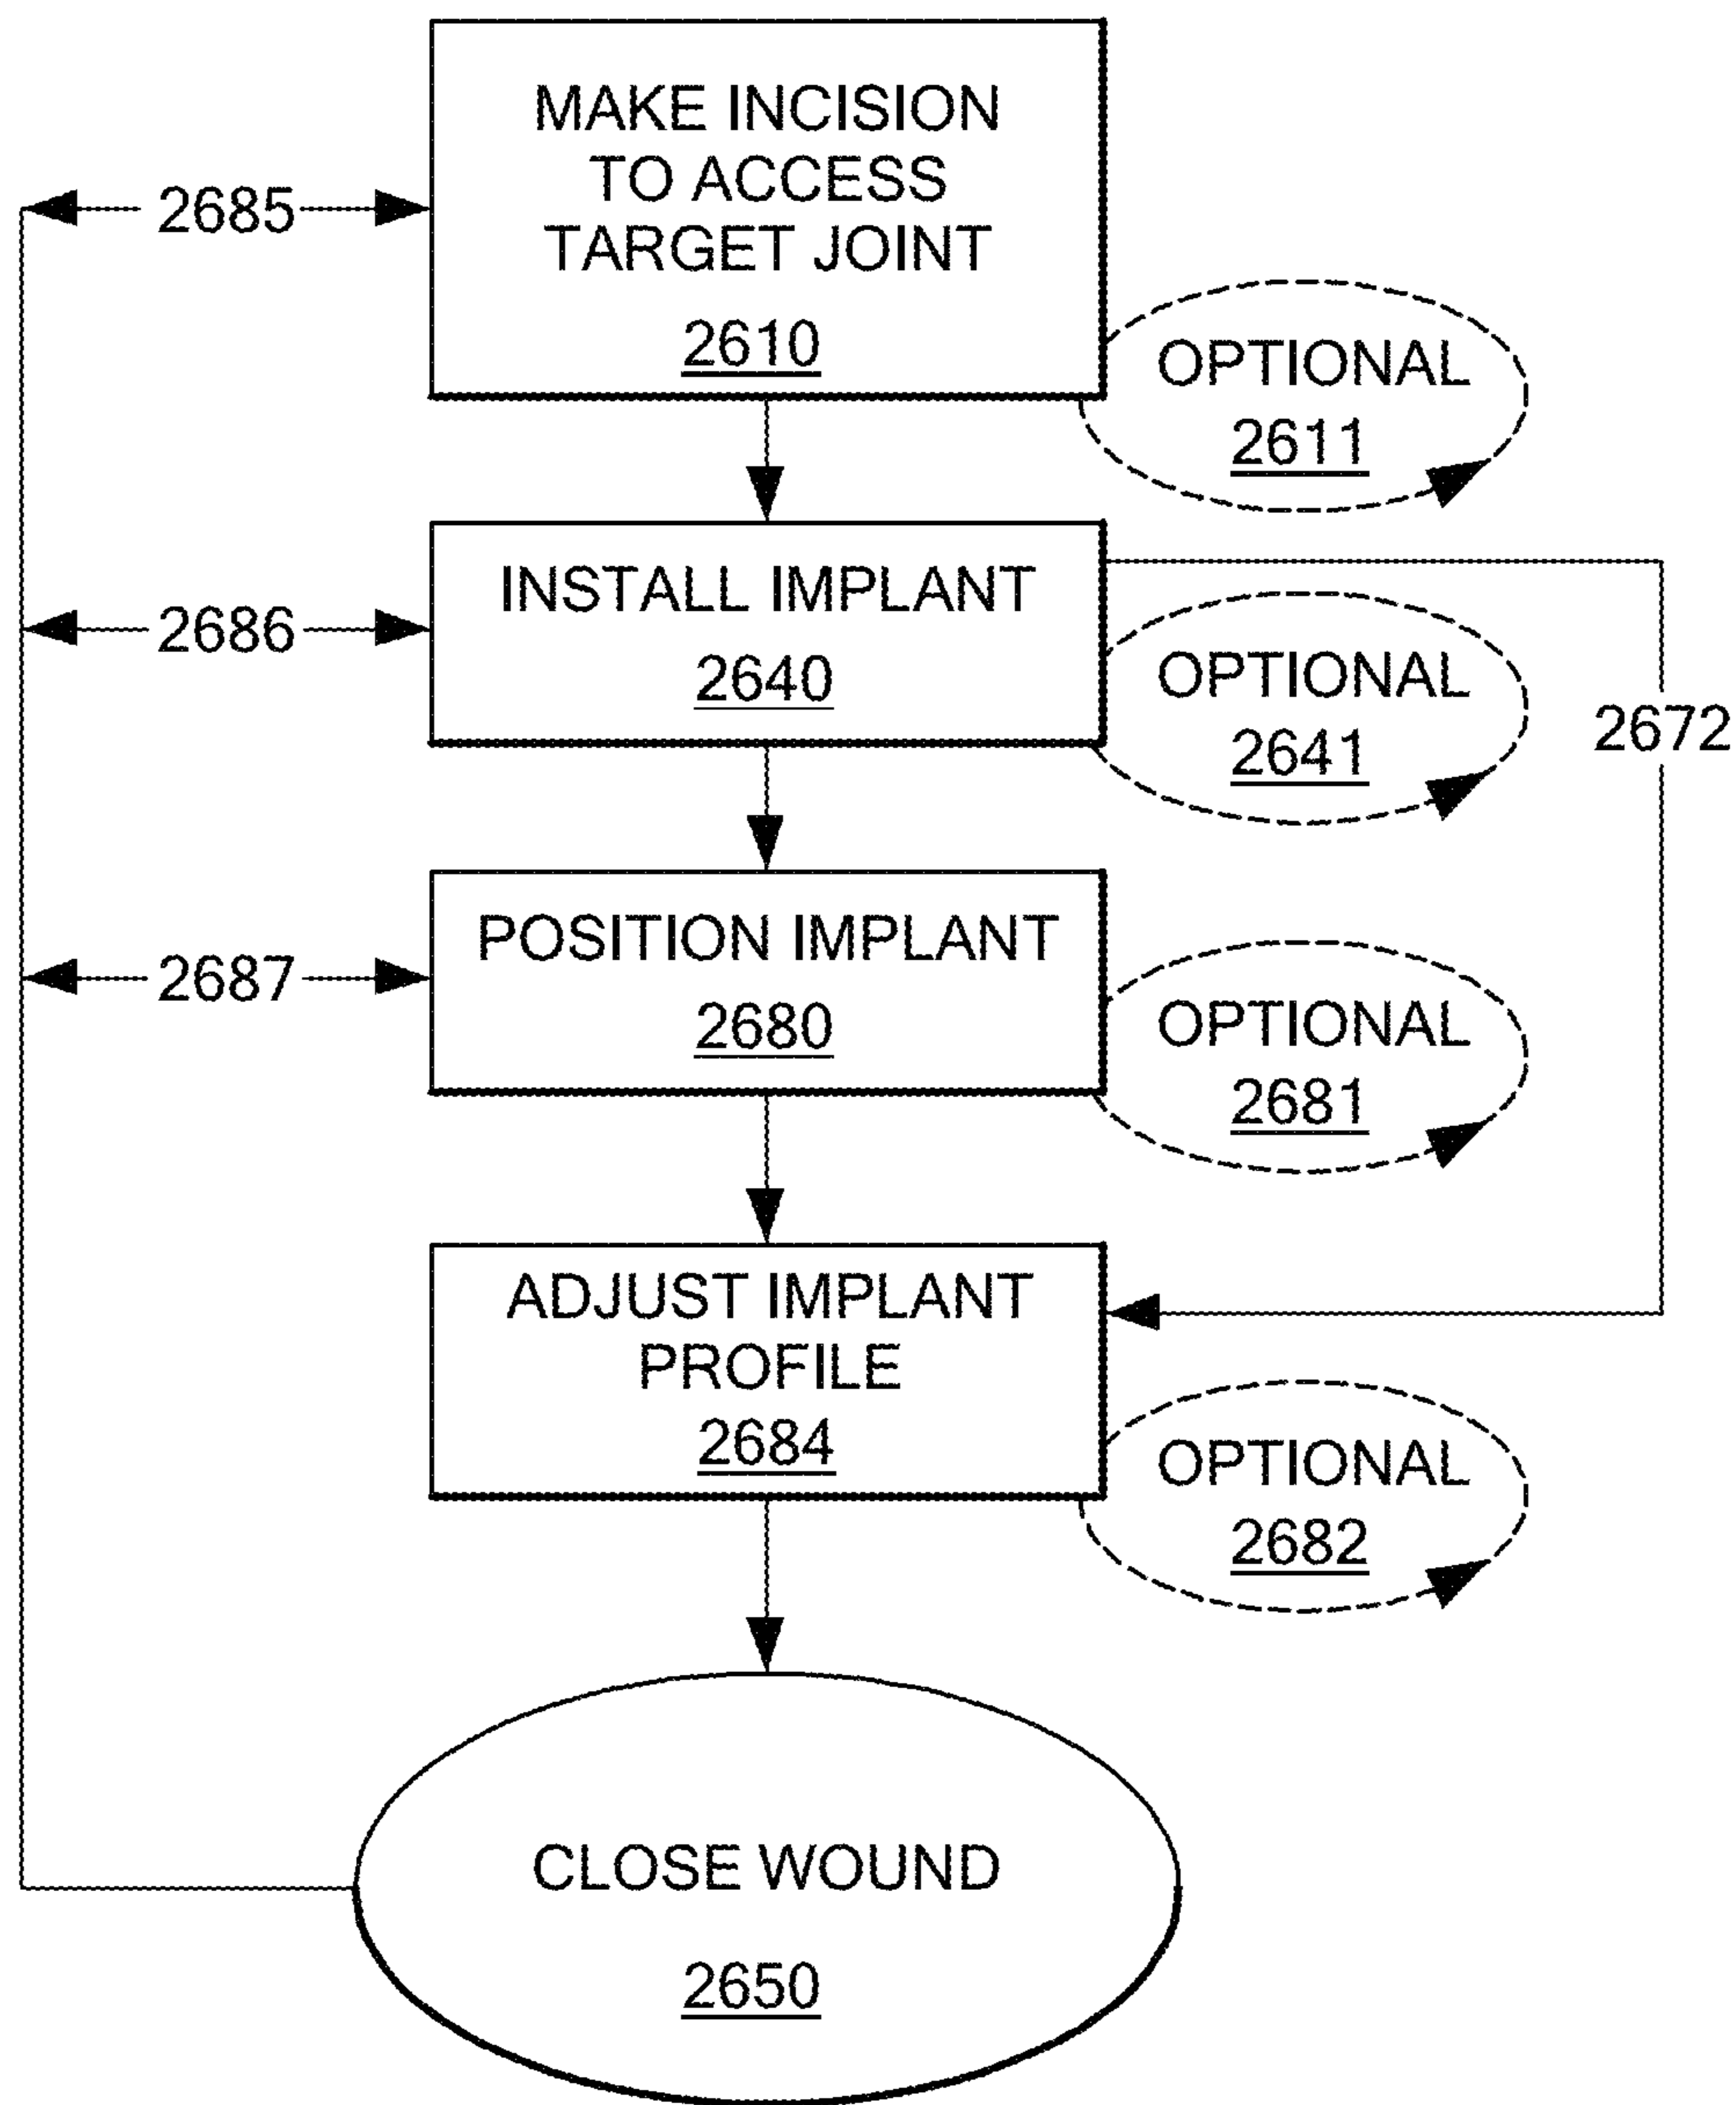 MAKE INCISION
TO ACCESS
TARGET JOINT
2610
2685
OPTIONAL
2611
INSTALL IMPLANT
2640
2686
OPTIONAL
2641
2672
POSITION IMPLANT
2680
2687
OPTIONAL
2681
ADJUST IMPLANT
PROFILE
2684
OPTIONAL
2682
CLOSE WOUND
2650